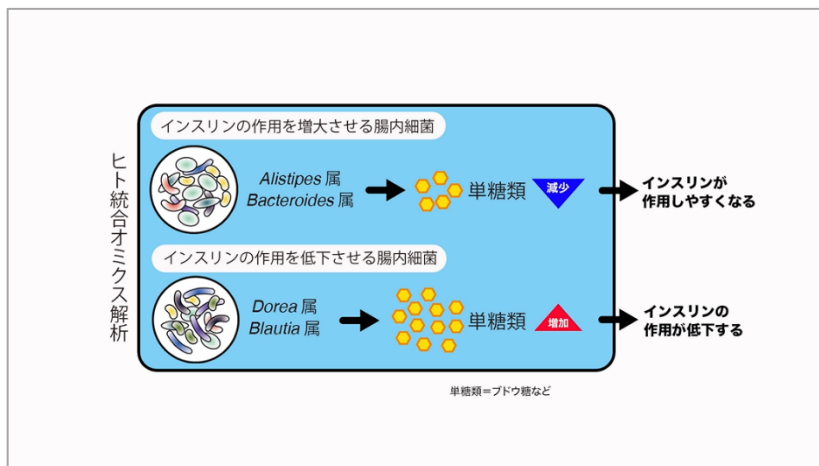 ヒト統合オミクス解析
インスリンの作用を増大させる腸内細菌
Alistipes 属
Bacteroides 属
単糖類
減少
インスリンが
作用しやすくなる
インスリンの作用を低下させる腸内細菌
Dorea 属
Blautia 属
単糖類
増加
インスリンの
作用が低下する
単糖類=ブドウ糖など